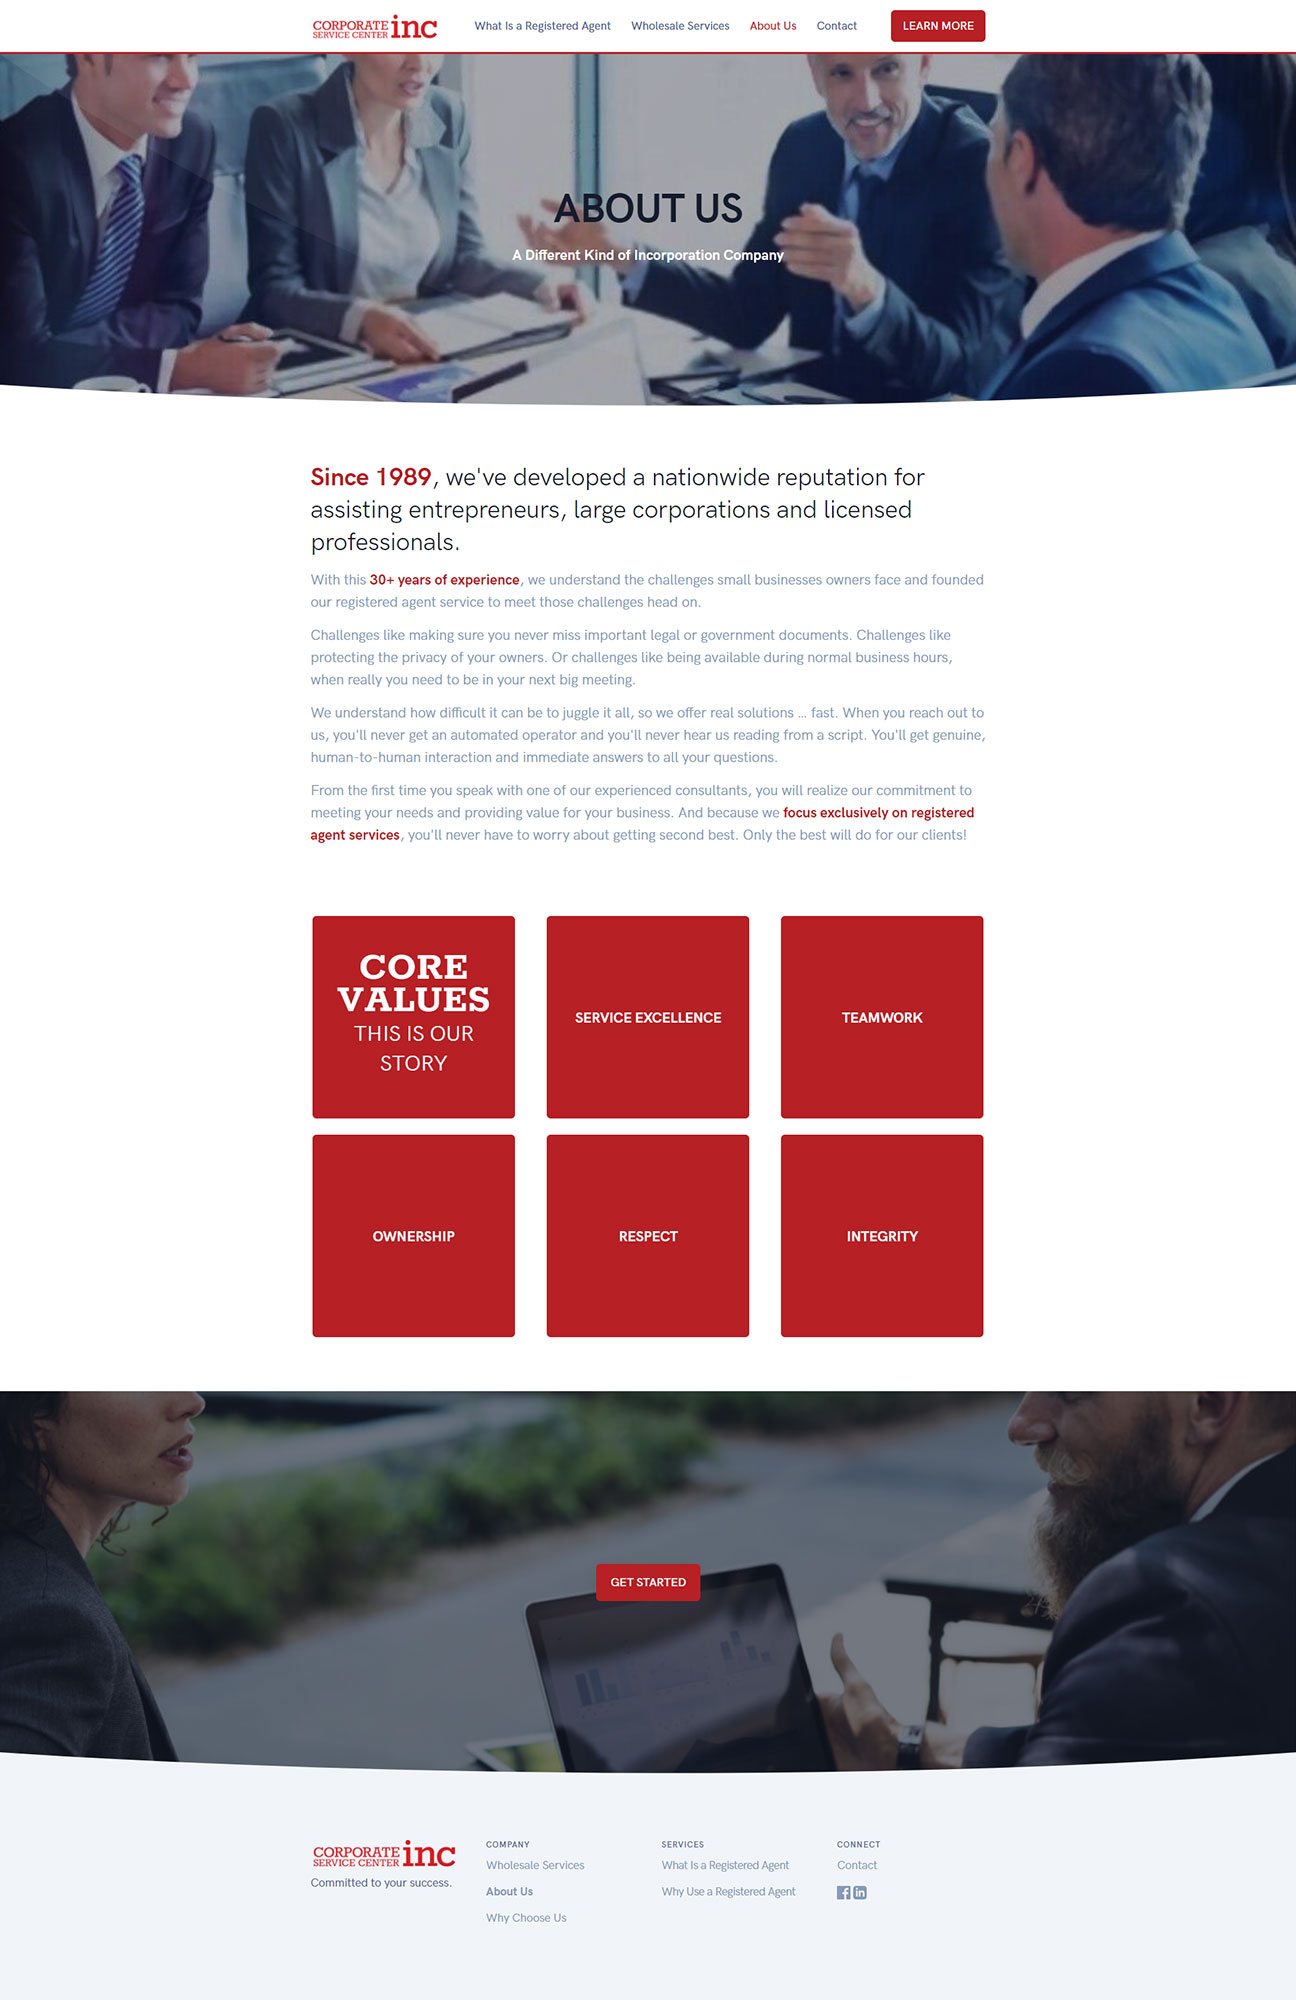 CORPORATE
SERVICE CENTER inc
What Is a Registered Agent Wholesale Services About Us Contact LEARN MORE
ABOUT US
A Different Kind of Incorporation Company
Since 1989, we've developed a nationwide reputation for
assisting entrepreneurs, large corporations and licensed
professionals.
With this 30+ years of experience, we understand the challenges small businesses owners face and founded
our registered agent service to meet those challenges head on.
Challenges like making sure you never miss important legal or government documents. Challenges like
protecting the privacy of your owners. Or challenges like being available during normal business hours,
when really you need to be in your next big meeting.
We understand how difficult it can be to juggle it all, so we offer real solutions ... fast. When you reach out to
us, you'll never get an automated operator and you'll never hear us reading from a script. You'll get genuine,
human-to-human interaction and immediate answers to all your questions.
From the first time you speak with one of our experienced consultants, you will realize our commitment to
meeting your needs and providing value for your business. And because we focus exclusively on registered
agent services, you'll never have to worry about getting second best. Only the best will do for our clients!
CORE
VALUES
THIS IS OUR
STORY
SERVICE EXCELLENCE
TEAMWORK
OWNERSHIP
RESPECT
INTEGRITY
GET STARTED
CORPORATE
SERVICE CENTER inc
Committed to your success.
COMPANY
Wholesale Services
About Us
Why Choose Us
SERVICES
What Is a Registered Agent
Why Use a Registered Agent
CONNECT
Contact